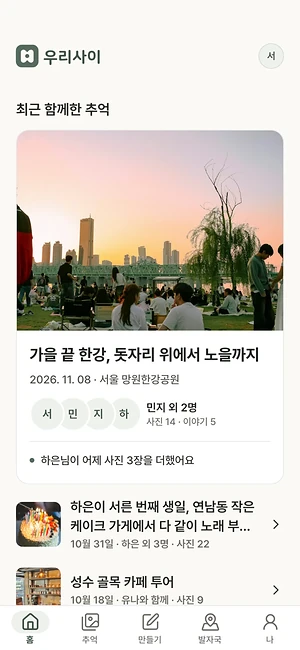 우리사이
서
최근 함께한 추억
가을 끝 한강, 돗자리 위에서 노을까지
2026. 11. 08 · 서울 망원한강공원
서 민 지 하
민지 외 2명
사진 14 · 이야기 5
하은님이 어제 사진 3장을 더했어요
하은이 서른 번째 생일, 연남동 작은
케이크 가게에서 다 같이 노래 부...
10월 31일 · 하은 외 3명 · 사진 22
성수 골목 카페 투어
10월 18일 · 유나와 함께 · 사진 9
홈 추억 만들기 발자국 나